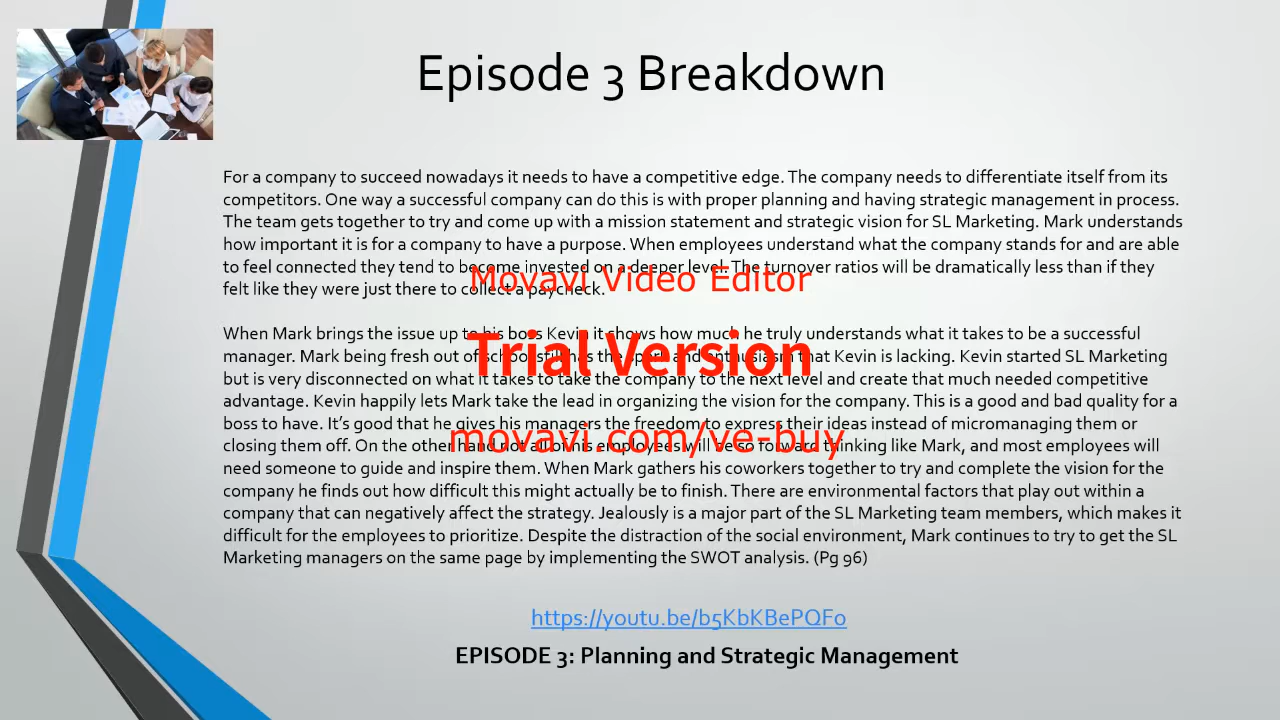 Episode 3 Breakdown
For a company to succeed nowadays it needs to have a competitive edge. The company needs to differentiate itself from its
competitors. One way a successful company can do this is with proper planning and having strategic management in process.
The team gets together to try and come up with a mission statement and strategic vision for SL Marketing. Mark understands
how important it is for a company to have a purpose. When employees understand what the company stands for and are able
to feel connected they tend to become invested on a deeper level. The turnover ratios will be dramatically less than if they
felt like they were just there to collect a paycheck.
Movavi Video Editor
When Mark brings the issue up to his boss Kevin it shows how much he truly understands what it takes to be a successful
manager. Mark being fresh out of school still has the spark and enthusiasm that Kevin is lacking. Kevin started SL Marketing
Trial Version
but is very disconnected on what it takes to take the company to the next level and create that much needed competitive
advantage. Kevin happily lets Mark take the lead in organizing the vision for the company. This is a good and bad quality for a
boss to have. It's good that he gives his managers the freedom to express their ideas instead of micromanaging them or
closing them off. On the other hand not all of his employees will be so forward thinking like Mark, and most employees will
movavi.com/ve-buy
need someone to guide and inspire them. When Mark gathers his coworkers together to try and complete the vision for the
company he finds out how difficult this might actually be to finish. There are environmental factors that play out within a
company that can negatively affect the strategy. Jealously is a major part of the SL Marketing team members, which makes it
difficult for the employees to prioritize. Despite the distraction of the social environment, Mark continues to try to get the SL
Marketing managers on the same page by implementing the SWOT analysis. (Pg 96)
https://youtu.be/b5KbKBePQF0
EPISODE 3: Planning and Strategic Management